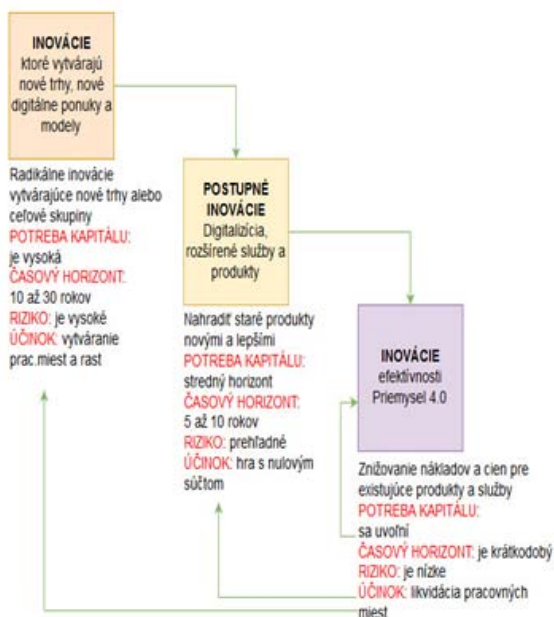 INOVÁCIE
ktoré vytvárajú
nové trhy, nové
digitálne ponuky a
modely
Radikálne inovácie
vytvárajúce nové trhy alebo
ceľové skupiny
POTREBA KAPITÁLU:
je vysoká
ČASOVÝ HORIZONT:
10 až 30 rokov
RIZIKO: je vysoké
ÚČINOK: vytváranie
prac.miest a rast
POSTUPNÉ
INOVÁCIE
Digitalizícia,
rozšírené služby a
produkty
Nahradiť staré produkty
novými a lepšími
POTREBA KAPITÁLU:
stredný horizont
ČASOVÝ HORIZONT:
5 až 10 rokov
RIZIKO: prehľadné
ÚČINOK: hra s nulovým
súčtom
INOVÁCIE
efektívnosti
Priemysel 4.0
Znižovanie nákladov a cien pre
existujúce produkty a služby
POTREBA KAPITÁLU:
sa uvoľní
ČASOVÝ HORIZONT: je krátkodobý
RIZIKO: je nízke
ÚČINOK: likvidácia pracovných
miest